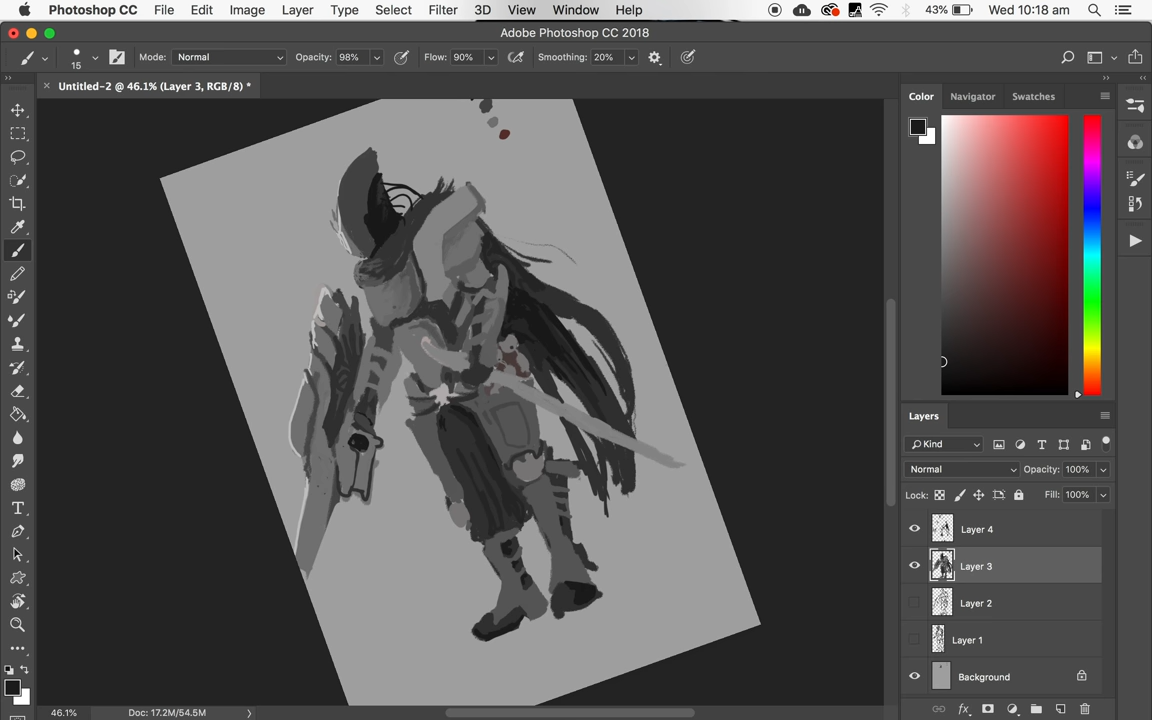 Photoshop CC File Edit Image Layer Type Select Filter 3D View Window Help 43% Wed 10:18 am
Adobe Photoshop CC 2018
15 Mode: Normal Opacity: 98% Flow: 90% Smoothing: 20%
Untitled-2 @ 46.1% (Layer 3, RGB/8) *
Color Navigator Swatches
Layers
Kind
Normal Opacity: 100%
Lock: Fill: 100%
Layer 4
Layer 3
Layer 2
Layer 1
Background
46.1% Doc: 17.2M/54.5M
fx